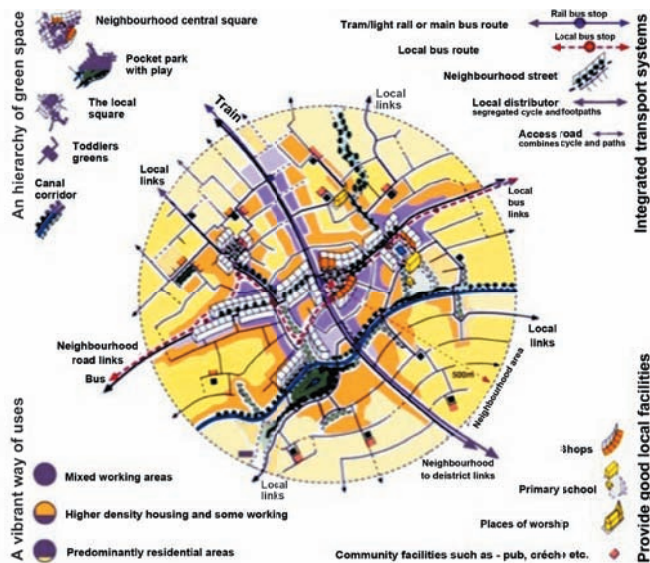 An hierarchy of green space
Neighbourhood central square
Pocket park
with play
The local
square
Toddlers
greens
Canal
corridor
Tram/light rail or main bus route
Rail bus stop
Local bus route
Local bus stop
Neighbourhood street
Local distributor
segregated cycle and footpaths
Access road
combines cycle and paths
Integrated transport systems
Train
Local
links
Local
links
Local
bus
links
Neighbourhood
road links
Bus
Local
links
500m
Neighbourhood area
Local
links
Neighbourhood
to deistrict links
A vibrant way of uses
Mixed working areas
Higher density housing and some working
Predominantly residential areas
Shops
Primary school
Places of worship
Community facilities such as - pub, créche etc.
Provide good local facilities